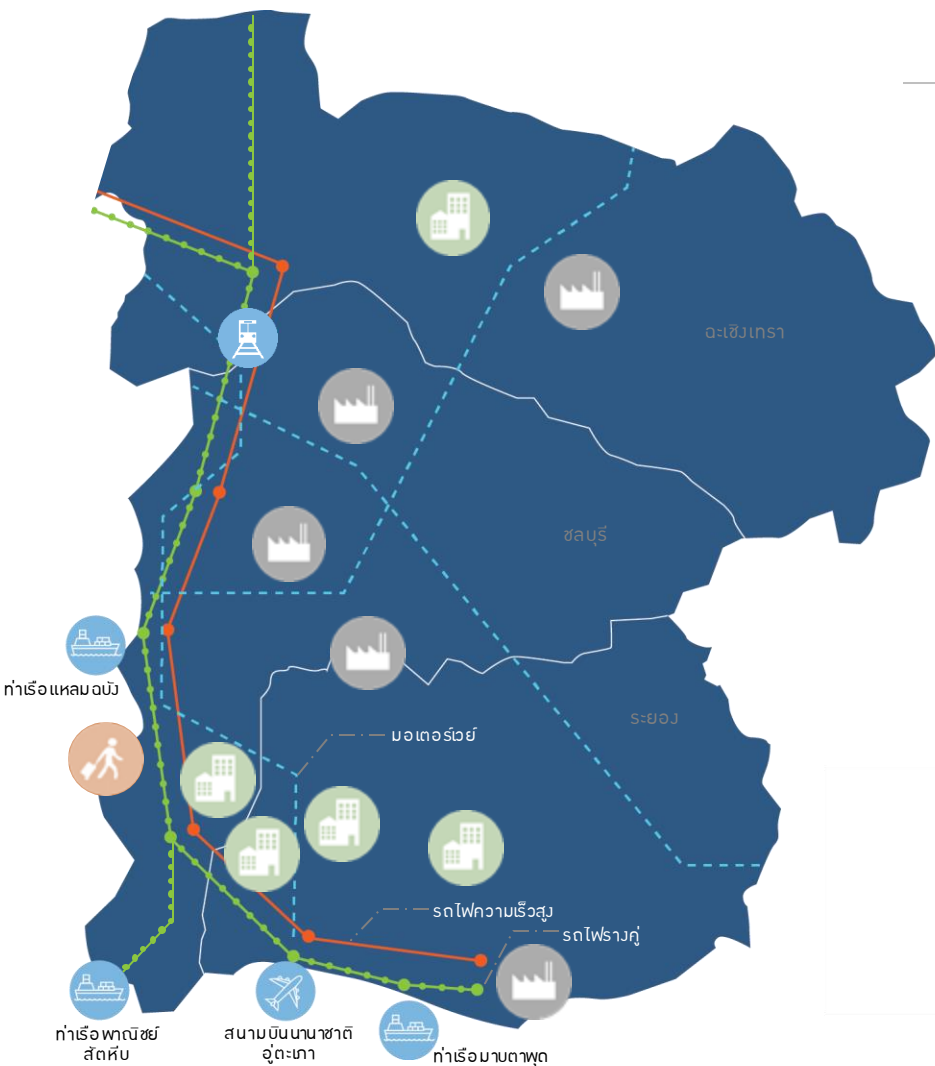 ฉะเชิงเทรา
ชลบุรี
ท่าเรือแหลมฉบัง
ระยอง
มอเตอร์เวย์
รถไฟความเร็วสูง
รถไฟรางคู่
ท่าเรือพาณิชย์
สัตหีบ
สนามบินนานาชาติ
อู่ตะเภา
ท่าเรือมาบตาพุด